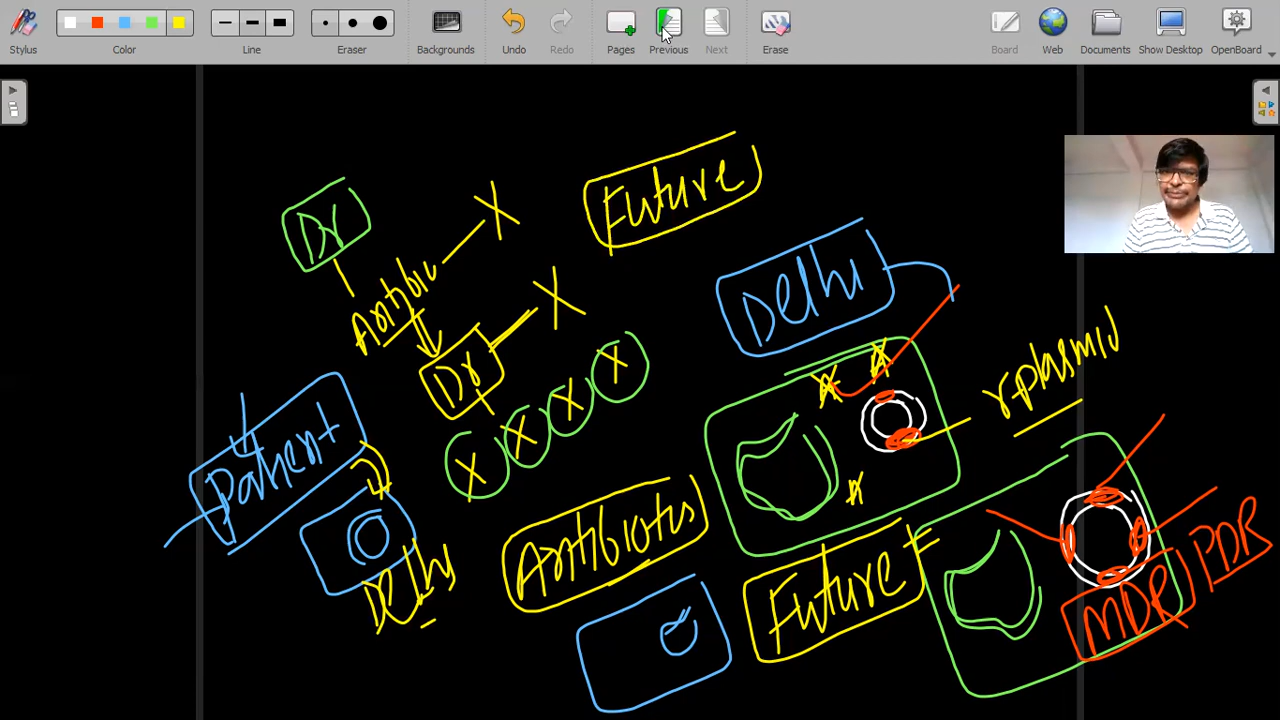 Stylus
Color
Line
Eraser
Backgrounds
Undo
Redo
Pages
Previous
Next
Erase
Board
Web
Documents
Show Desktop
OpenBoard
Future
Dr
X
Antibio
Delhi
X
Dr
X X X X
A A
r plasmid
Patient
A
Antibiotis
Delhi
Future
MDR PDR